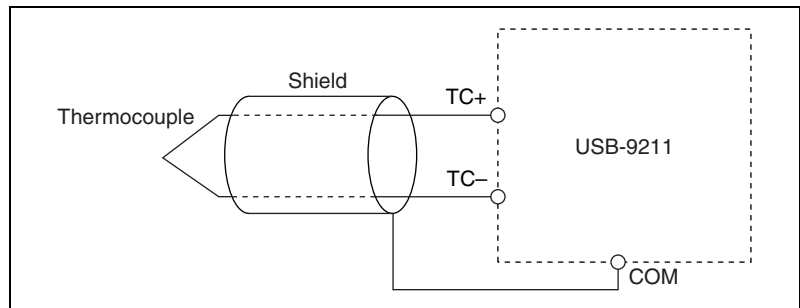 Shield
TC+
Thermocouple
USB-9211
TC–
COM